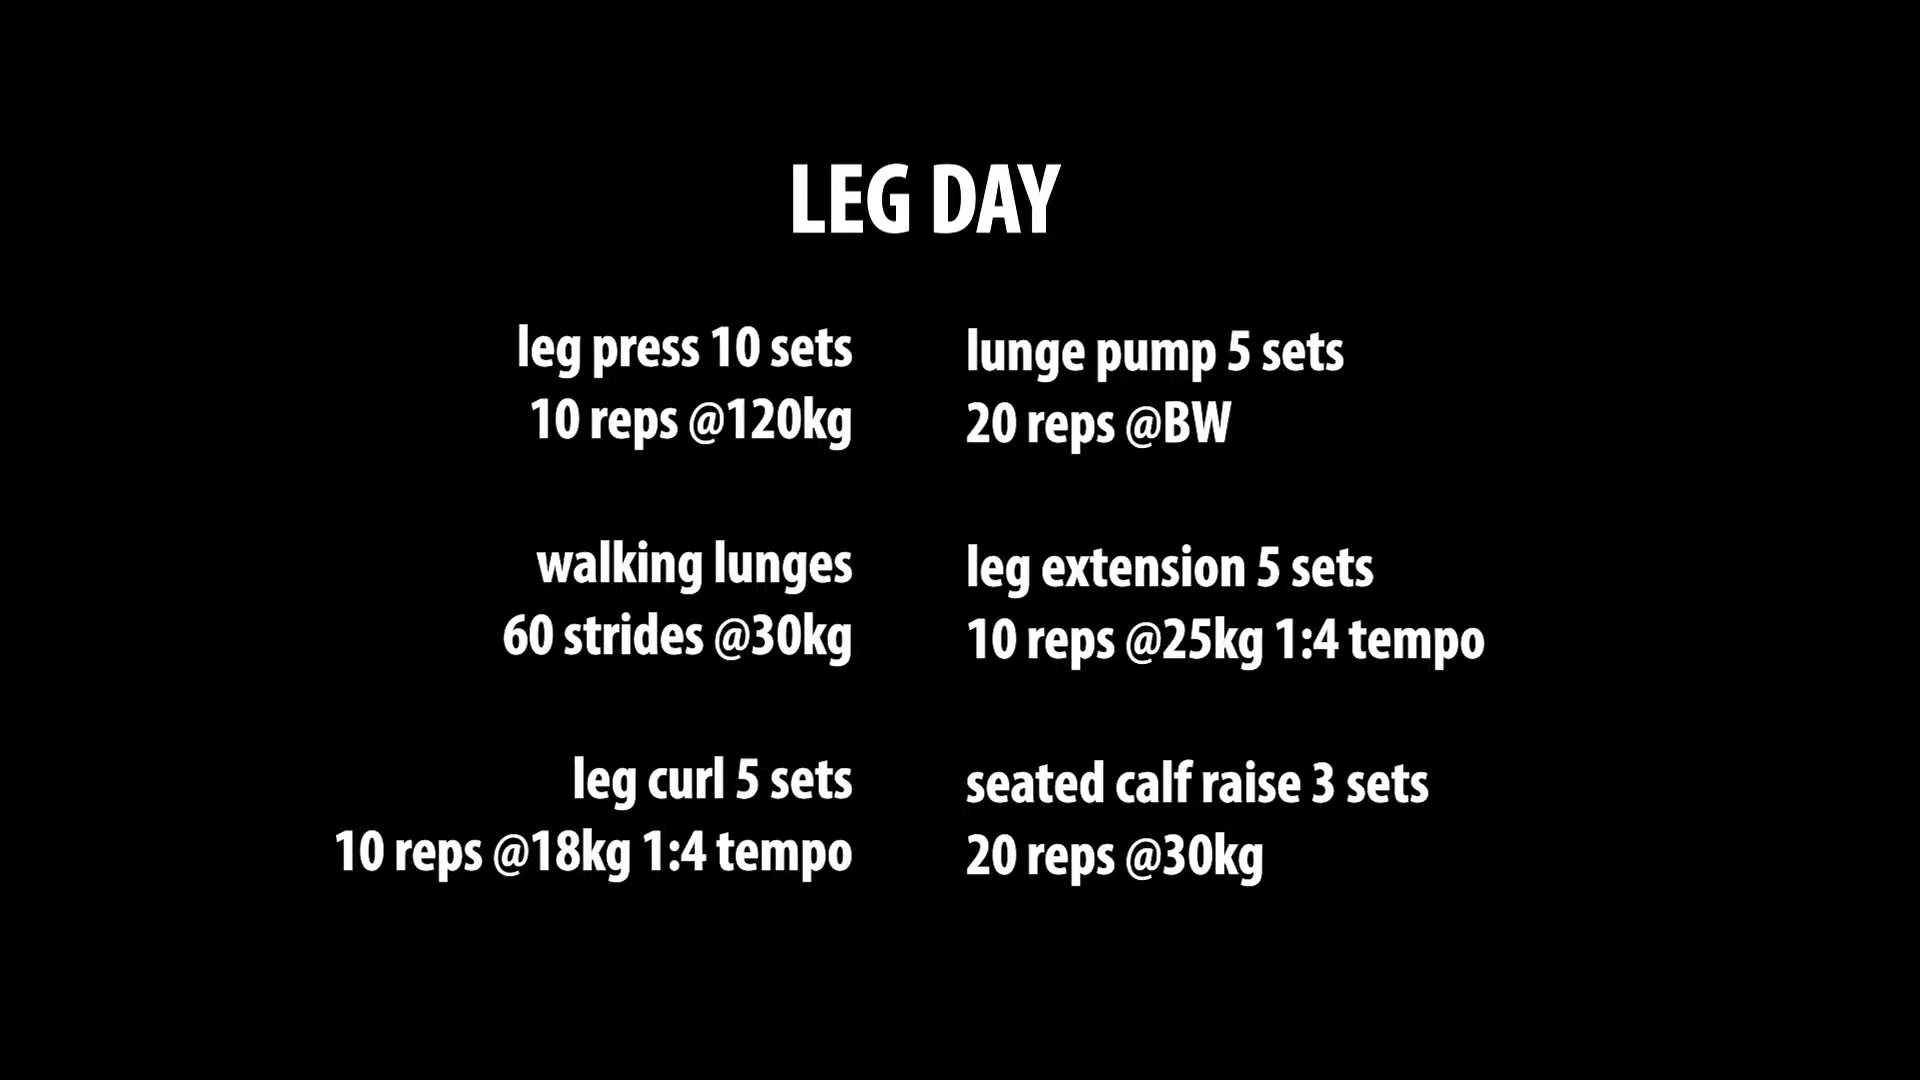 LEG DAY
leg press 10 sets
10 reps @120kg
walking lunges
60 strides @30kg
leg curl 5 sets
10 reps @18kg 1:4 tempo
lunge pump 5 sets
20 reps @BW
leg extension 5 sets
10 reps @25kg 1:4 tempo
seated calf raise 3 sets
20 reps @30kg